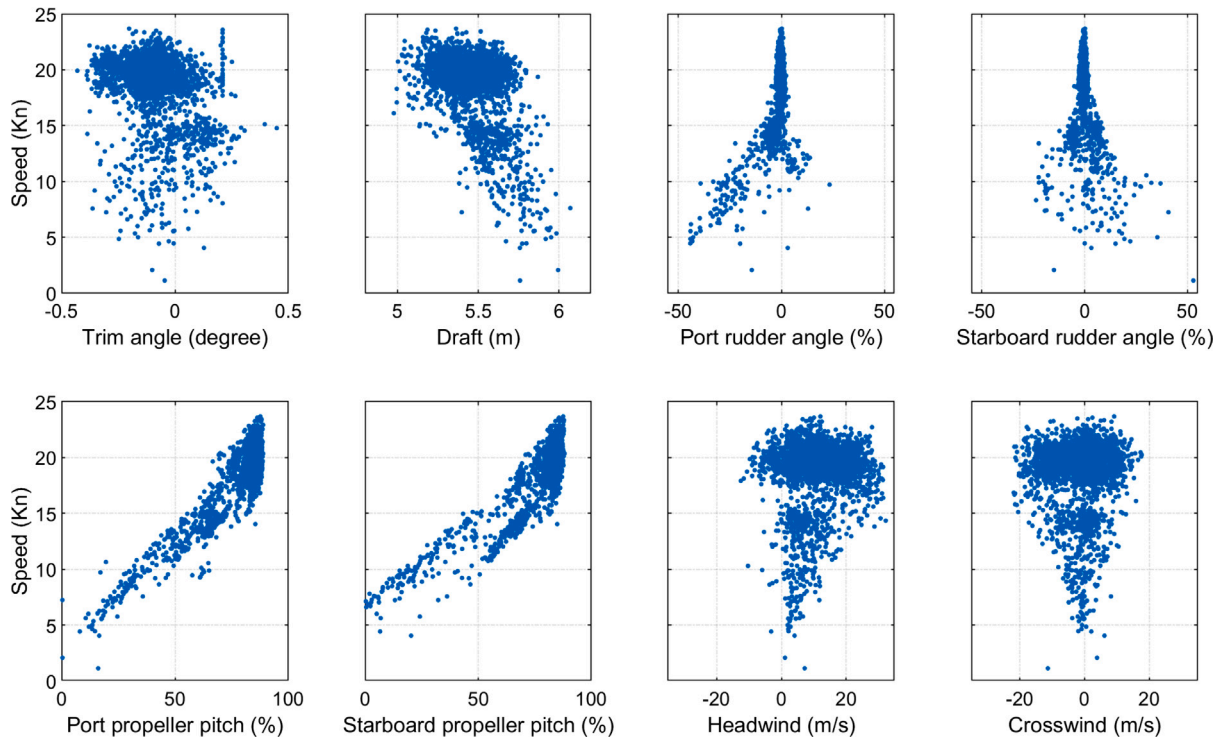 25
20
15
10
5
0
Speed (Kn)
-0.5 0 0.5
Trim angle (degree)
5 5.5 6
Draft (m)
-50 0 50
Port rudder angle (%)
-50 0 50
Starboard rudder angle (%)
25
20
15
10
5
0
Speed (Kn)
0 50 100
Port propeller pitch (%)
0 50 100
Starboard propeller pitch (%)
-20 0 20
Headwind (m/s)
-20 0 20
Crosswind (m/s)